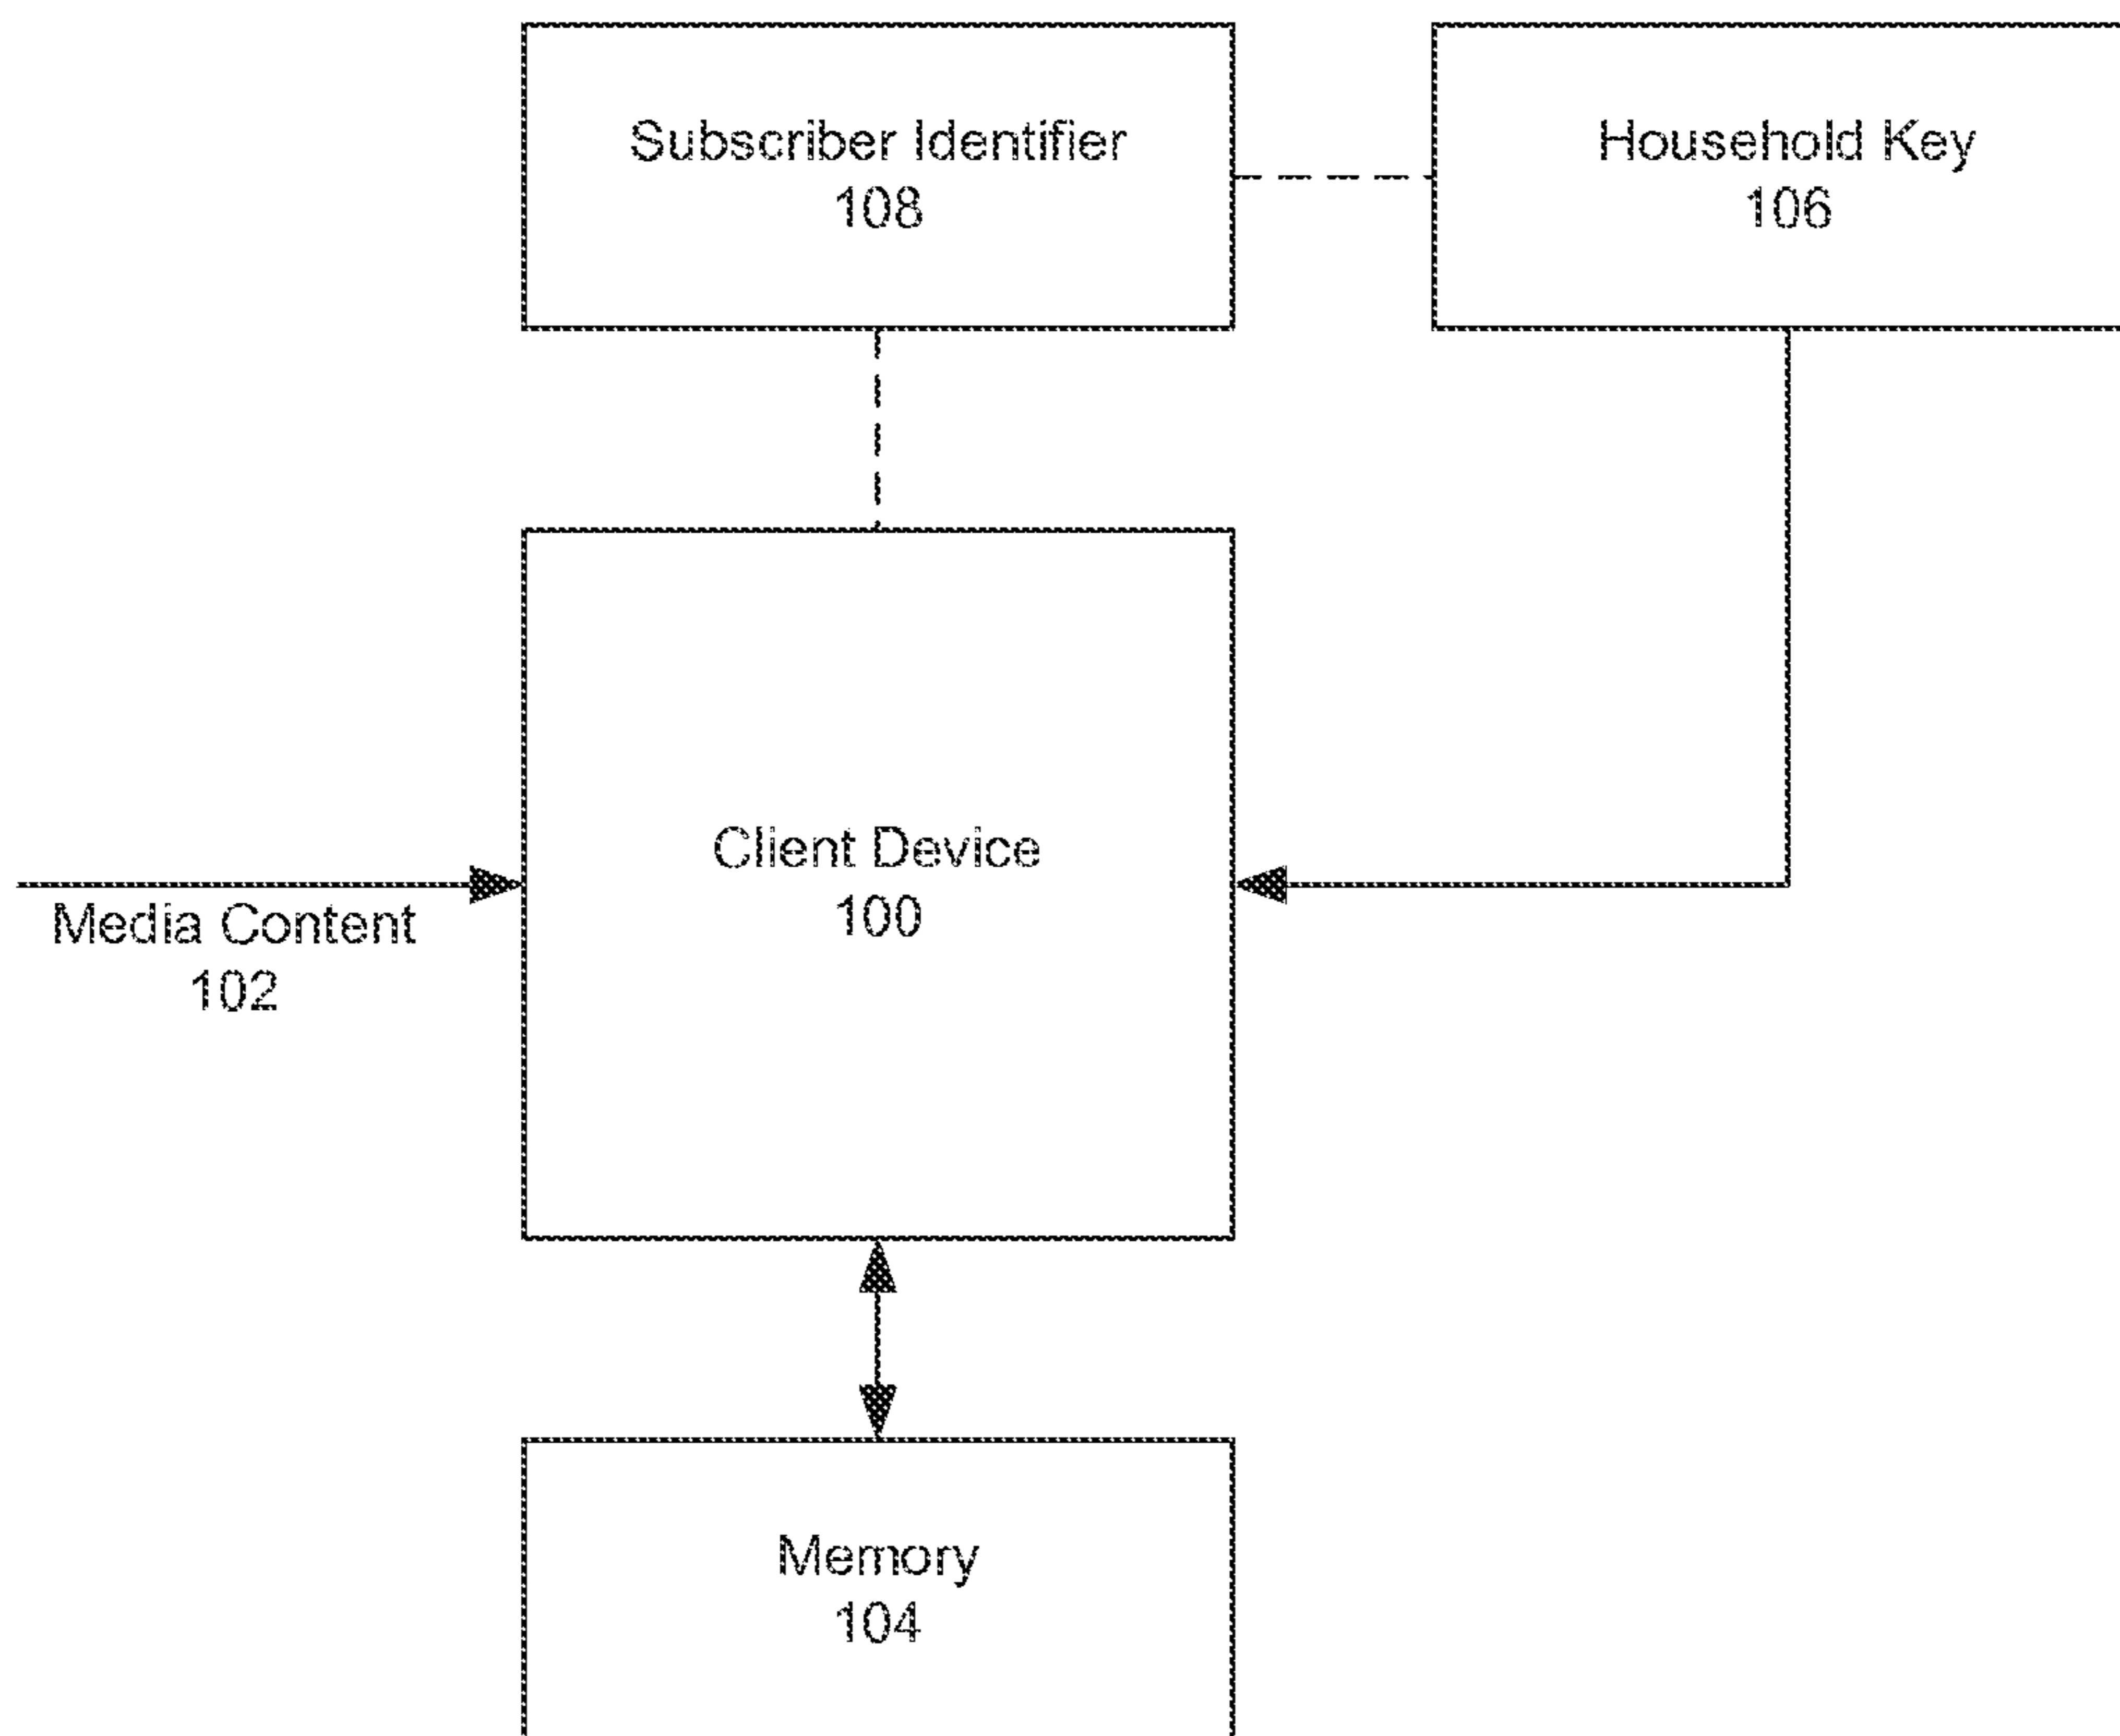 Subscriber Identifier
108
Household Key
106
Client Device
100
Media Content
102
Memory
104